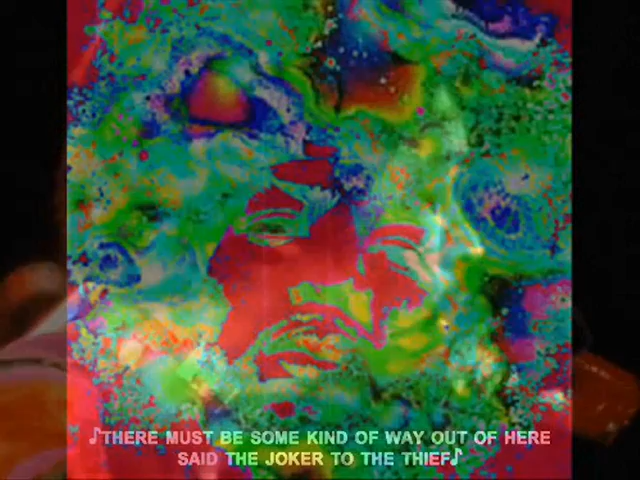 ♪THERE MUST BE SOME KIND OF WAY OUT OF HERE
SAID THE JOKER TO THE THIEF♪